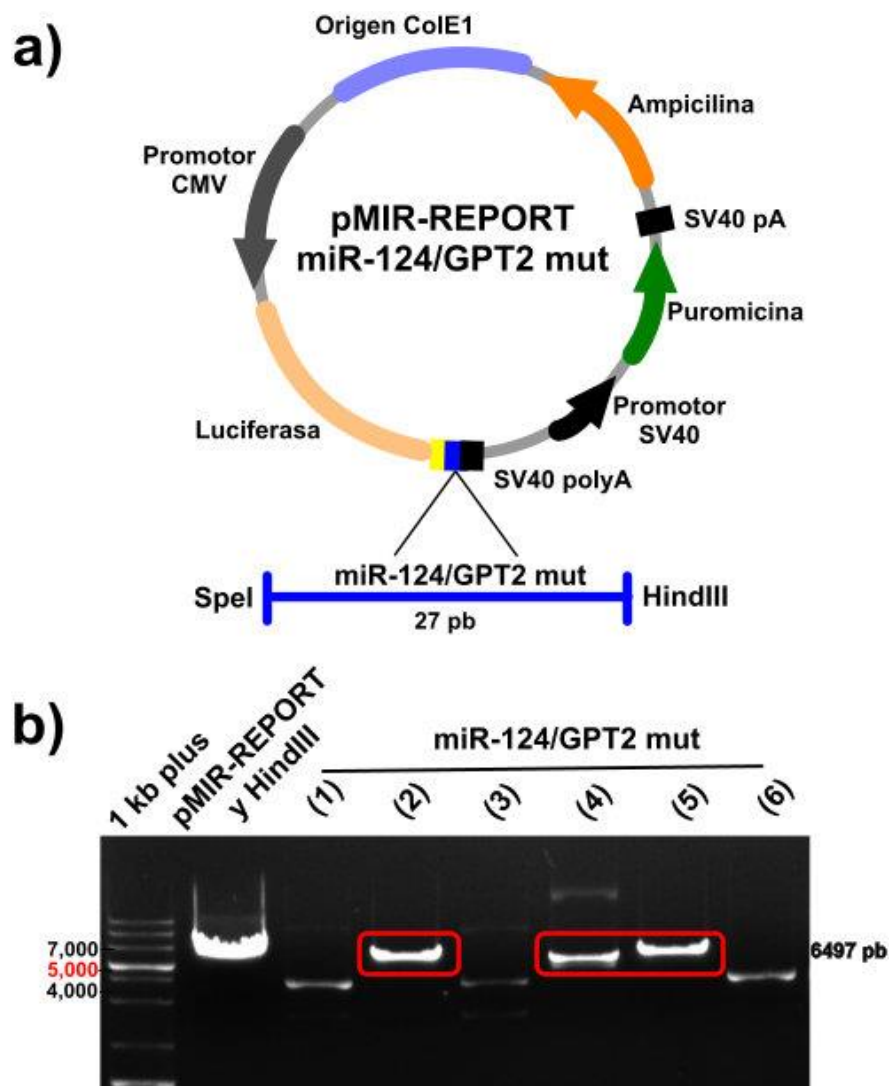 a)
Origen ColE1
Ampicilina
Promotor
CMV
pMIR-REPORT
miR-124/GPT2 mut
SV40 pA
Puromicina
Promotor
SV40
Luciferasa
SV40 polyA
miR-124/GPT2 mut
SpeI
HindIII
27 pb
b)
1 kb plus
pMIR-REPORT
y HindIII
miR-124/GPT2 mut
(1)
(2)
(3)
(4)
(5)
(6)
7,000
5,000
4,000
6497 pb